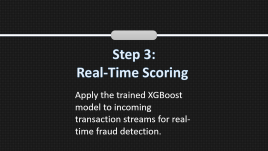 Step 3:
Real-Time Scoring
Apply the trained XGBoost
model to incoming
transaction streams for real-
time fraud detection.